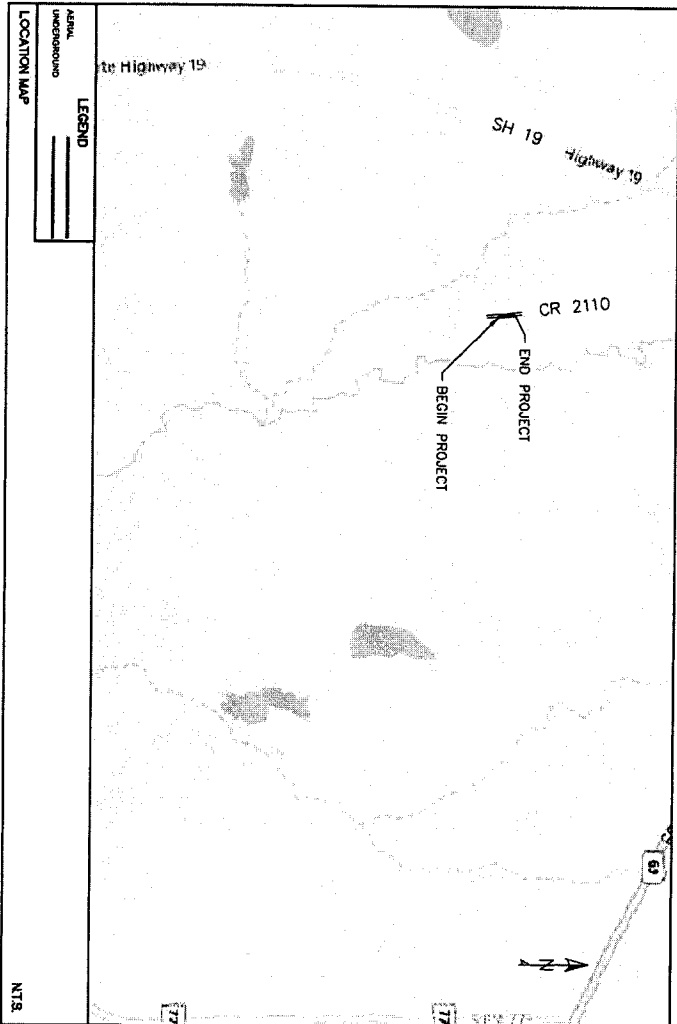 te Highway 19
SH 19
Highway 19
CR 2110
END PROJECT
BEGIN PROJECT
LEGEND
AERIAL
UNDERGROUND
LOCATION MAP
N.T.S.
N
77
77